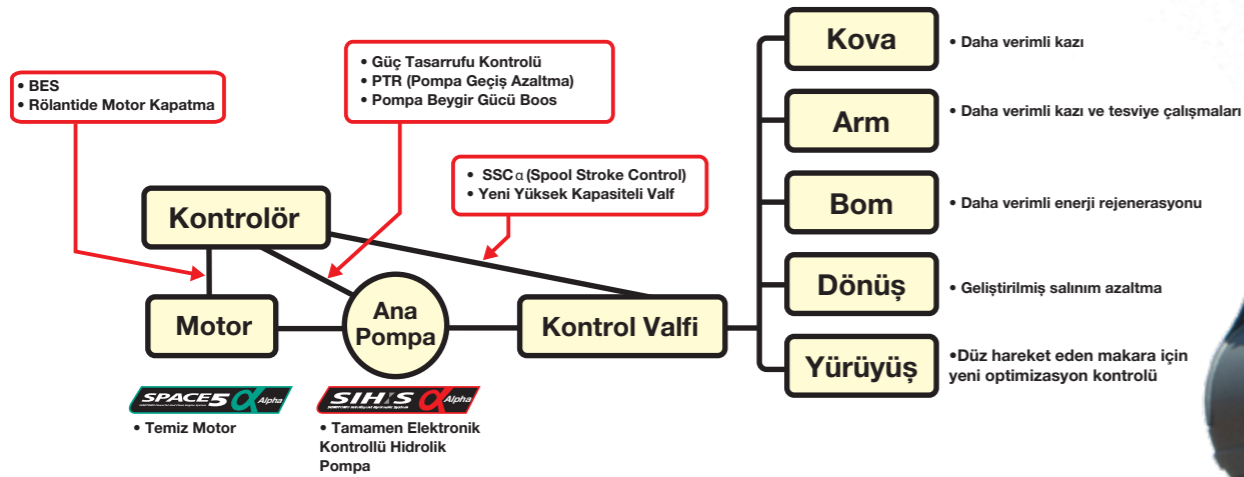 • BES
• Rölantide Motor Kapatma
• Güç Tasarrufu Kontrolü
• PTR (Pompa Geçiş Azaltma)
• Pompa Beygir Gücü Boos
• SSCα (Spool Stroke Control)
• Yeni Yüksek Kapasiteli Valf
Kontrolör
Motor
Ana
Pompa
Kontrol Valfi
Kova
• Daha verimli kazı
Arm
• Daha verimli kazı ve tesviye çalışmaları
Bom
• Daha verimli enerji rejenerasyonu
Dönüş
• Geliştirilmiş salınım azaltma
Yürüyüş
•Düz hareket eden makara için
yeni optimizasyon kontrolü
SPACE5 α Alpha
• Temiz Motor
SIH:S α Alpha
• Tamamen Elektronik
Kontrollü Hidrolik
Pompa